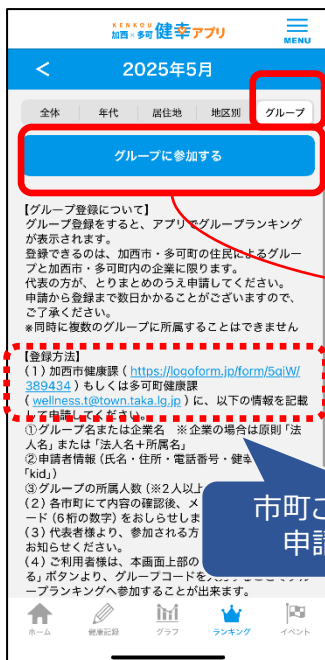 KENKOU
加西×多可 健幸アプリ
MENU
2025年5月
全体 年代 居住地 地区別 グループ
グループに参加する
【グループ登録について】
グループ登録をすると、アプリでグループランキング
が表示されます。
登録できるのは、加西市・多可町の住民によるグルー
プと加西市・多可町内の企業に限ります。
代表の方が、とりまとめのうえ申請してください。
申請から登録まで数日かかることがございますので、
ご了承ください。
※同時に複数のグループに所属することはできません
【登録方法】
(1)加西市健康課(https://logoform.jp/form/5qiW/
389434)もしくは多可町健康課
(wellness.t@town.taka.lg.jp)に、以下の情報を記載
して申請してください。
①グループ名または企業名 ※企業の場合は原則「法
人名」または「法人名+所属名」
②申請者情報(氏名・住所・電話番号・健幸
「kid」)
③グループの所属人数(※2人以上
(2)各市町にて内容の確認後、メ
ード(6桁の数字)をおしらせしま
(3)代表者様より、参加される方
お知らせください。
(4)ご利用者様は、本画面上部の
る」ボタンより、グループコードを
ープランキングへ参加することが出来ます。
市町ご
申請
ホーム 健康記録 グラフ ランキング イベント